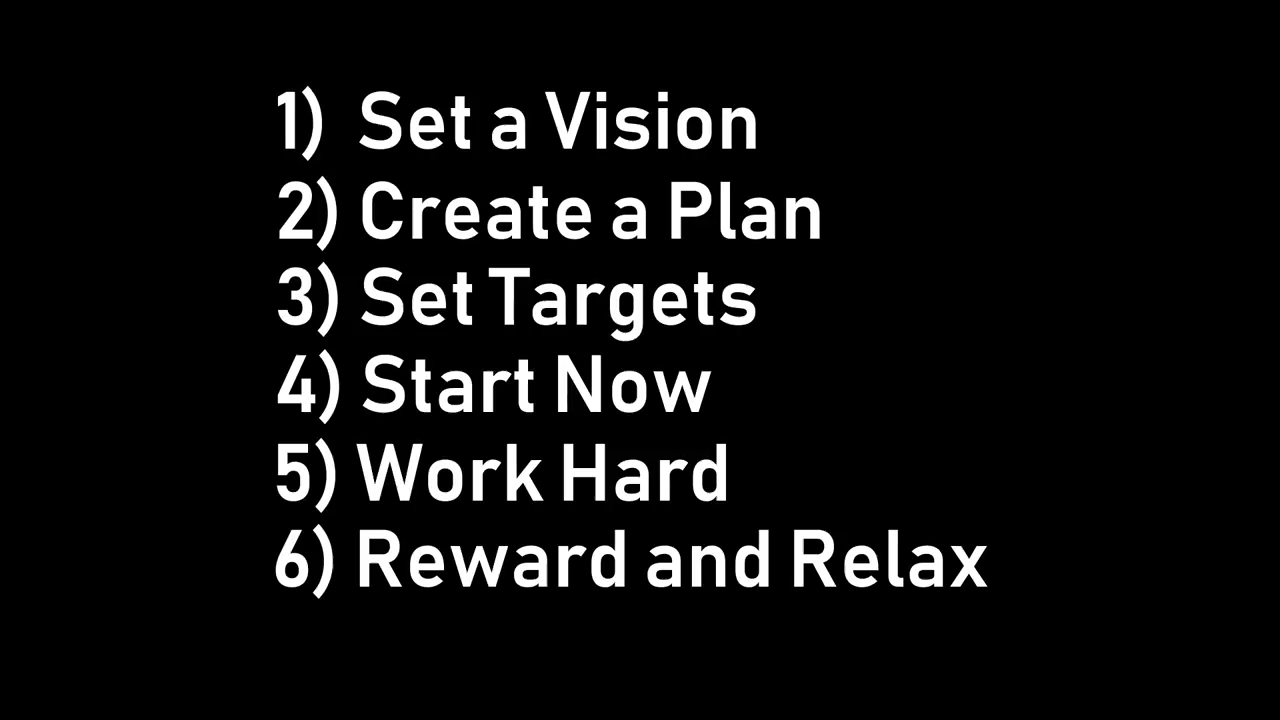 1) Set a Vision
2) Create a Plan
3) Set Targets
4) Start Now
5) Work Hard
6) Reward and Relax